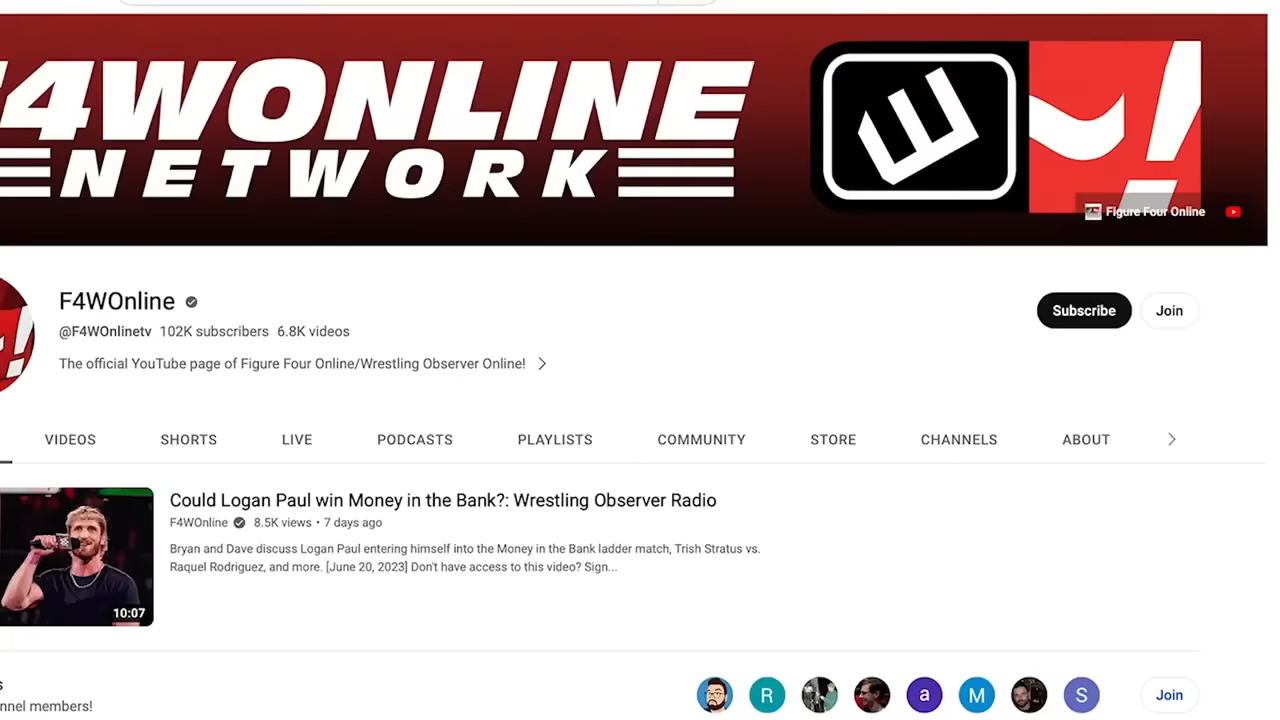 F4WONLINE
NETWORK
Figure Four Online
F4WOnline
@F4WOnlinetv 102K subscribers 6.8K videos
The official YouTube page of Figure Four Online/Wrestling Observer Online!
Subscribe
Join
VIDEOS SHORTS LIVE PODCASTS PLAYLISTS COMMUNITY STORE CHANNELS ABOUT
Could Logan Paul win Money in the Bank?: Wrestling Observer Radio
F4WOnline 8.5K views • 7 days ago
Bryan and Dave discuss Logan Paul entering himself into the Money in the Bank ladder match, Trish Stratus vs.
Raquel Rodriguez, and more. [June 20, 2023] Don't have access to this video? Sign...
10:07
s
nnel members!
R a M S
Join